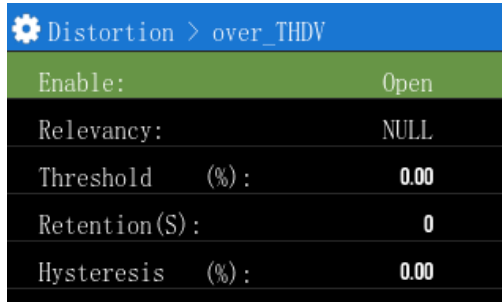 Distortion > over_THDV
Enable: Open
Relevancy: NULL
Threshold (%): 0.00
Retention(S): 0
Hysteresis (%): 0.00